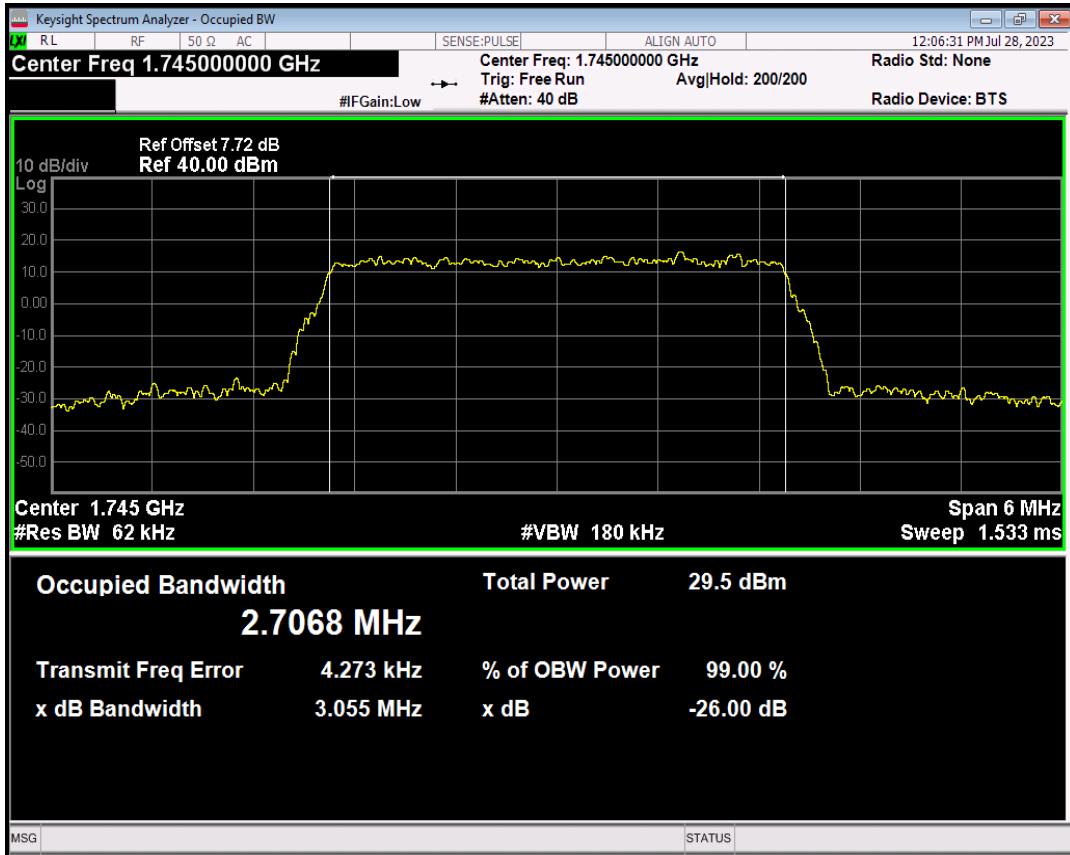 Keysight Spectrum Analyzer - Occupied BW
LXI RL RF 50 Ω AC SENSE:PULSE ALIGN AUTO 12:06:31 PM Jul 28, 2023
Center Freq 1.745000000 GHz Center Freq: 1.745000000 GHz Radio Std: None
Trig: Free Run Avg|Hold: 200/200
#IFGain:Low #Atten: 40 dB Radio Device: BTS
Ref Offset 7.72 dB
10 dB/div Ref 40.00 dBm
Log
30.0
20.0
10.0
0.00
-10.0
-20.0
-30.0
-40.0
-50.0
Center 1.745 GHz Span 6 MHz
#Res BW 62 kHz #VBW 180 kHz Sweep 1.533 ms
Occupied Bandwidth Total Power 29.5 dBm
2.7068 MHz
Transmit Freq Error 4.273 kHz % of OBW Power 99.00 %
x dB Bandwidth 3.055 MHz x dB -26.00 dB
MSG STATUS